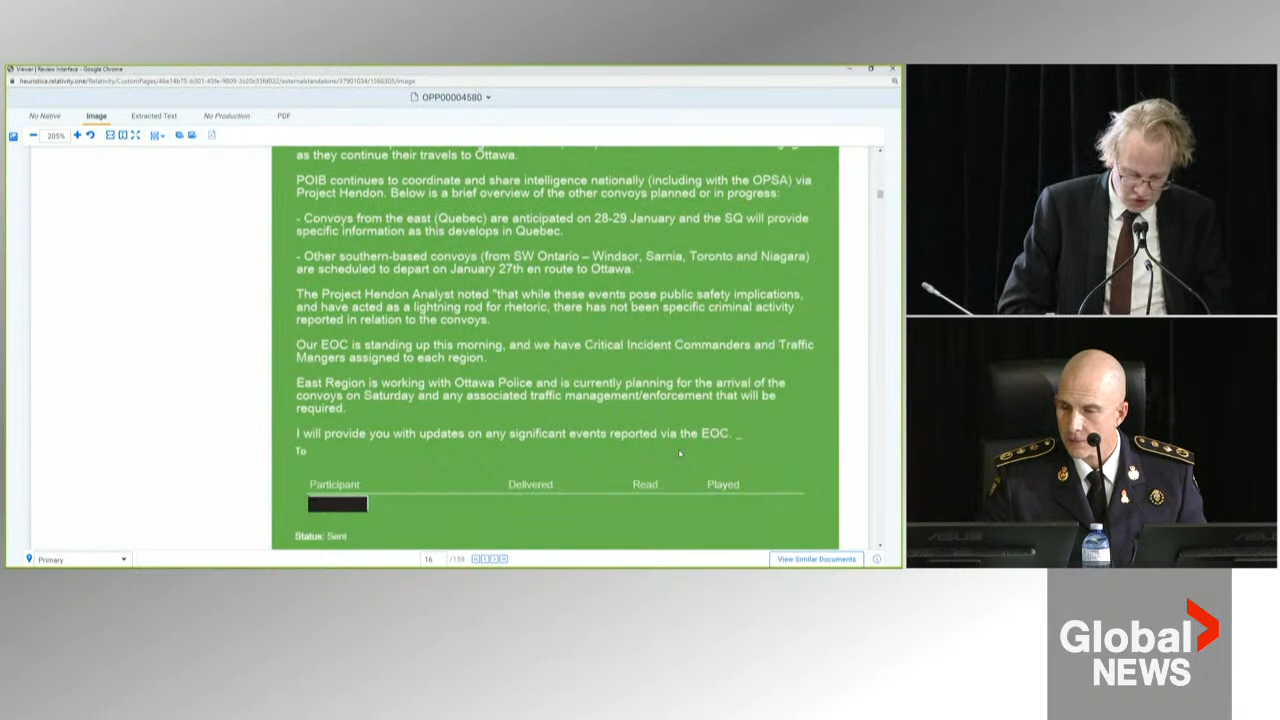 Viewer | Review Interface - Google Chrome
OPP00004580
No Native Image Extracted Text No Production PDF
205%
as they continue their travels to Ottawa.
POIB continues to coordinate and share intelligence nationally (including with the OPSA) via
Project Hendon. Below is a brief overview of the other convoys planned or in progress:
- Convoys from the east (Quebec) are anticipated on 28-29 January and the SQ will provide
specific information as this develops in Quebec.
- Other southern-based convoys (from SW Ontario – Windsor, Sarnia, Toronto and Niagara)
are scheduled to depart on January 27th en route to Ottawa.
The Project Hendon Analyst noted "that while these events pose public safety implications,
and have acted as a lightning rod for rhetoric, there has not been specific criminal activity
reported in relation to the convoys.
Our EOC is standing up this morning, and we have Critical Incident Commanders and Traffic
Mangers assigned to each region.
East Region is working with Ottawa Police and is currently planning for the arrival of the
convoys on Saturday and any associated traffic management/enforcement that will be
required.
I will provide you with updates on any significant events reported via the EOC. _
To
Participant Delivered Read Played
Status: Sent
Primary 16 /159 View Similar Documents
ASUS
Global
NEWS